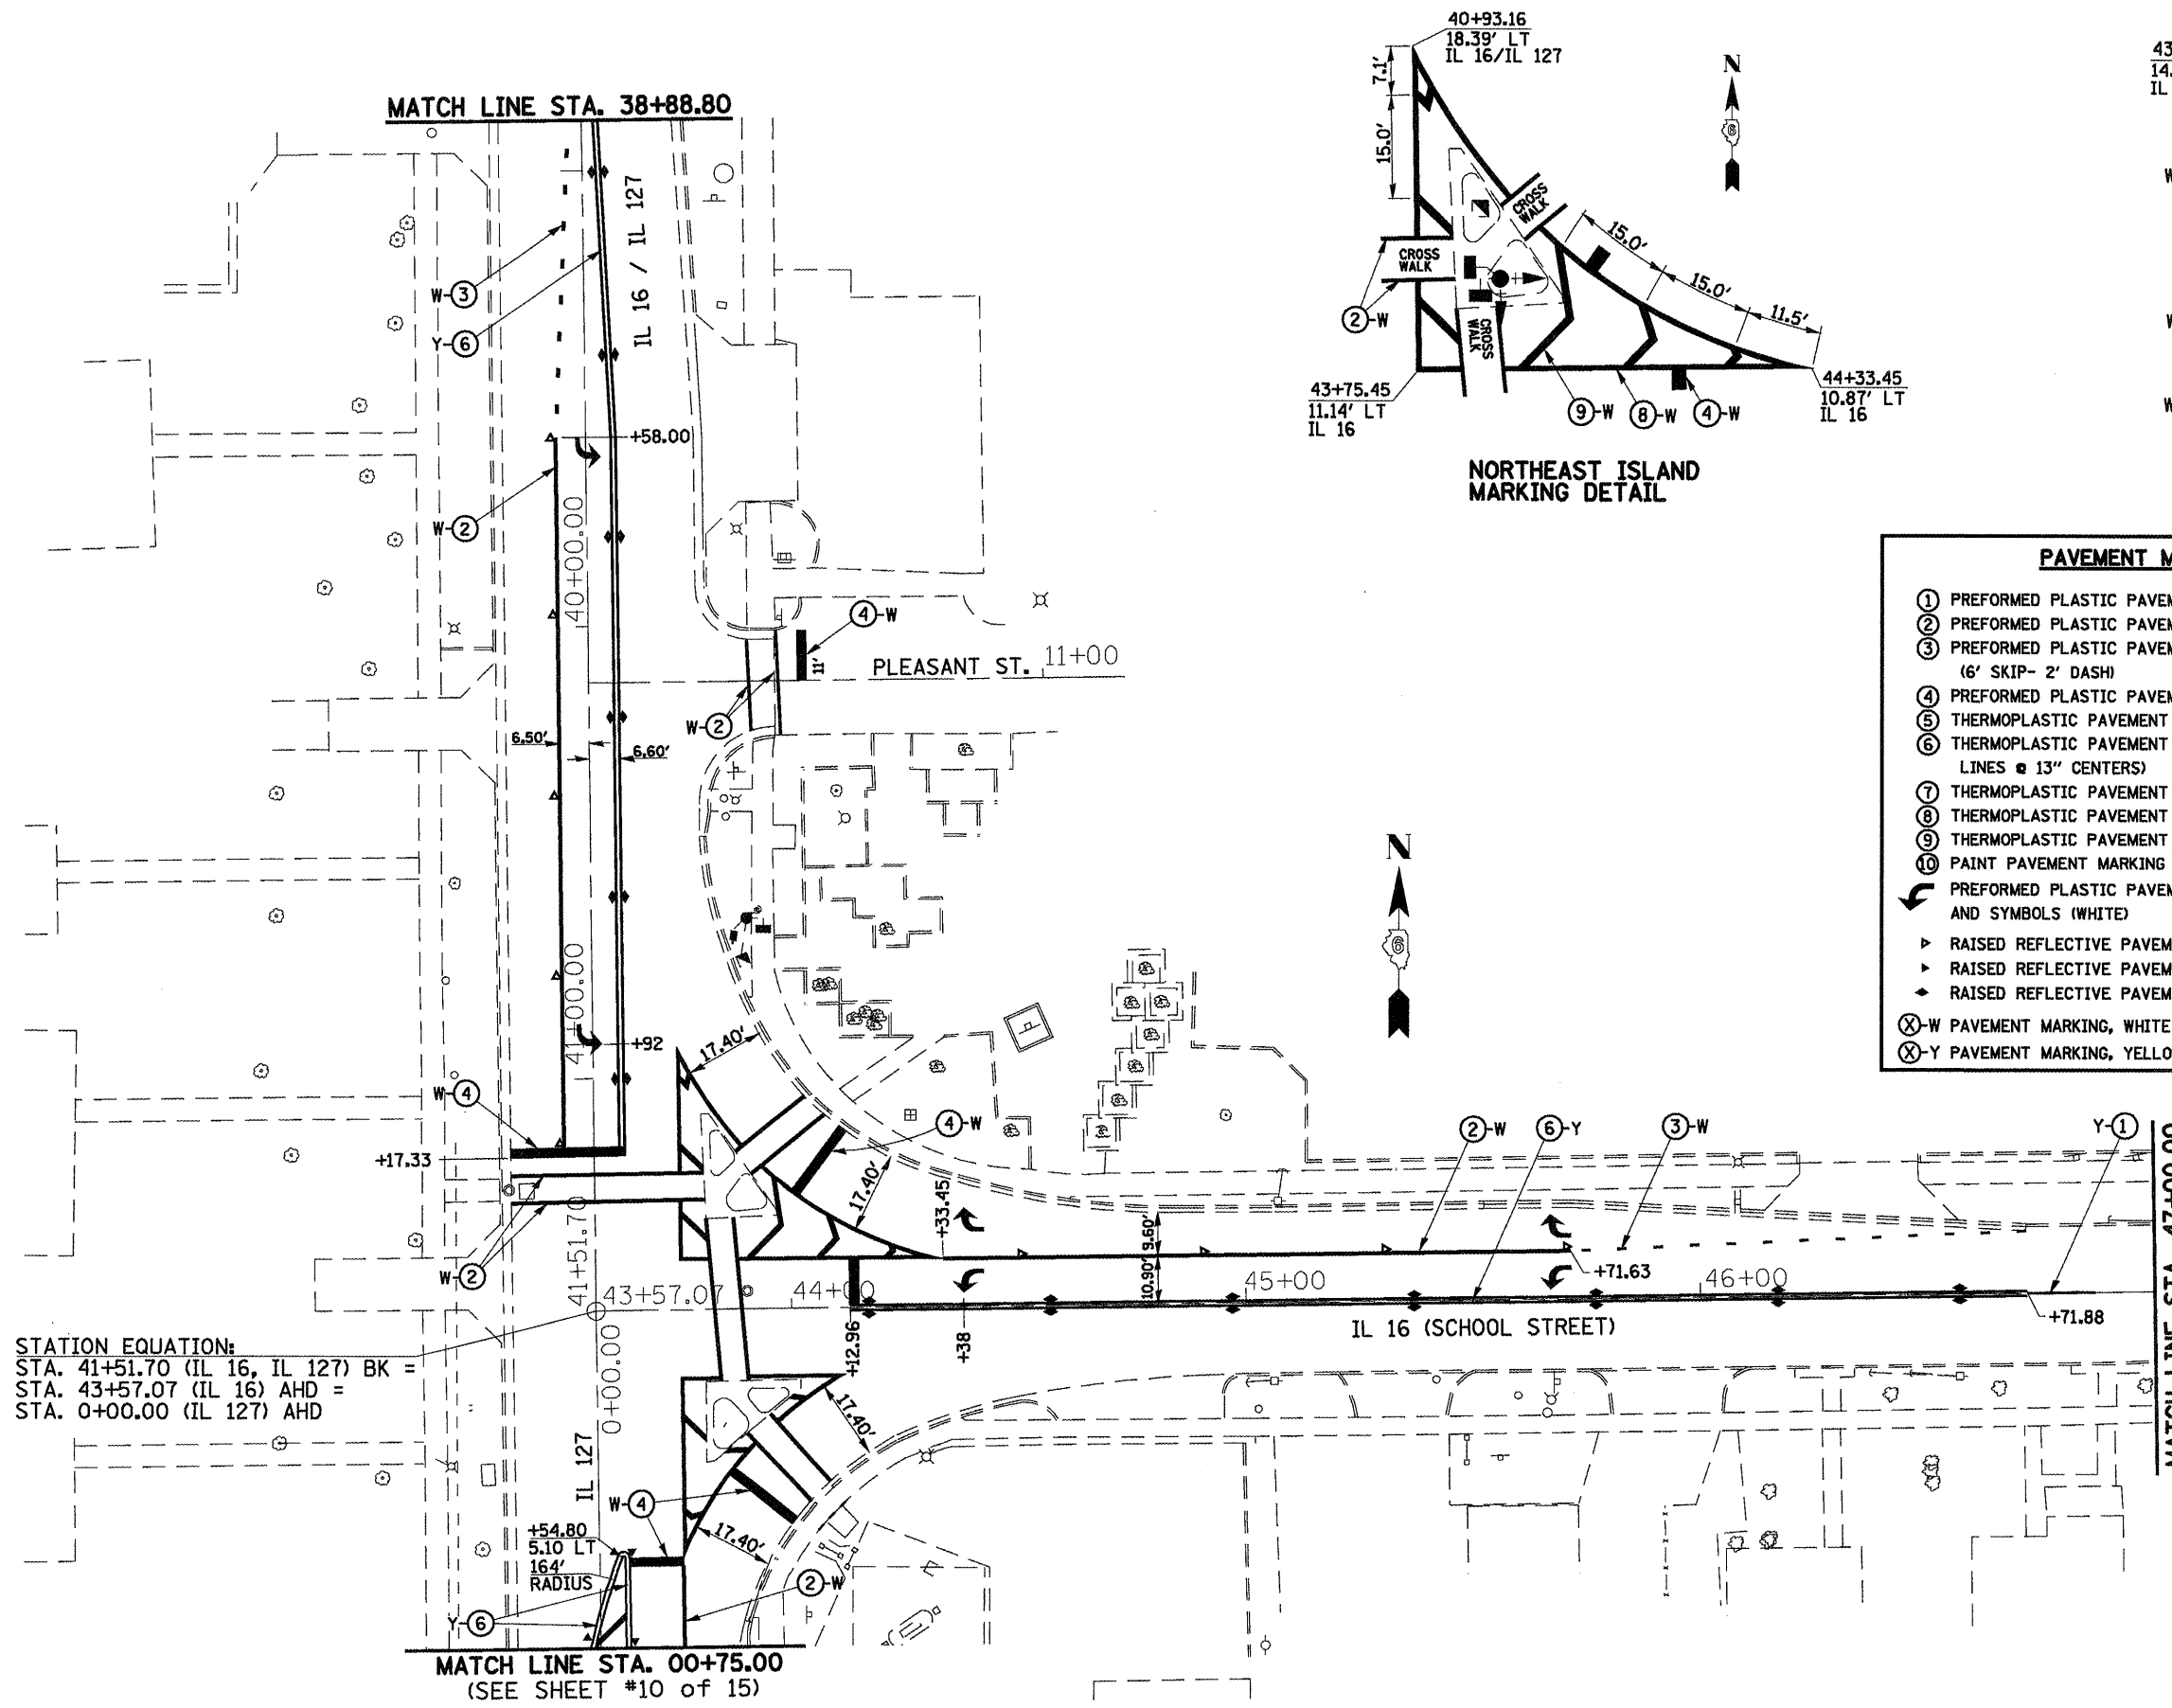 MATCH LINE STA. 38+88.80
IL 16 / IL 127
W-3
Y-6
+58.00
W-2
40+00.00
4-W
11'
PLEASANT ST. 11+00
W-2
6.50'
6.60'
41+00.00
+92
W-4
+17.33
W-2
41+51.70
43+57.07
44+00
0+00.00
STATION EQUATION:
STA. 41+51.70 (IL 16, IL 127) BK =
STA. 43+57.07 (IL 16) AHD =
STA. 0+00.00 (IL 127) AHD
IL 127
17.40'
4-W
17.40'
+33.45
10.90' 9.60'
2-W
6-Y
3-W
Y-1
45+00
46+00
+71.63
+71.88
+12.96
+38
IL 16 (SCHOOL STREET)
MATCH LINE STA. 47+00.00
17.40'
17.40'
W-4
+54.80
5.10 LT
164'
RADIUS
2-W
Y-6
MATCH LINE STA. 00+75.00
(SEE SHEET #10 of 15)
N
6
40+93.16
18.39' LT
IL 16/IL 127
7.1'
15.0'
CROSS
WALK
CROSS
WALK
CROSS
WALK
15.0'
15.0'
11.5'
2-W
43+75.45
11.14' LT
IL 16
9-W
8-W
4-W
44+33.45
10.87' LT
IL 16
N
6
NORTHEAST ISLAND
MARKING DETAIL
43
14.
IL
W
W
W
PAVEMENT M
1 PREFORMED PLASTIC PAVEM
2 PREFORMED PLASTIC PAVEM
3 PREFORMED PLASTIC PAVEM
(6' SKIP- 2' DASH)
4 PREFORMED PLASTIC PAVEM
5 THERMOPLASTIC PAVEMENT
6 THERMOPLASTIC PAVEMENT
LINES @ 13" CENTERS)
7 THERMOPLASTIC PAVEMENT
8 THERMOPLASTIC PAVEMENT
9 THERMOPLASTIC PAVEMENT
10 PAINT PAVEMENT MARKING
PREFORMED PLASTIC PAVEM
AND SYMBOLS (WHITE)
RAISED REFLECTIVE PAVEM
RAISED REFLECTIVE PAVEM
RAISED REFLECTIVE PAVEM
X-W PAVEMENT MARKING, WHITE
X-Y PAVEMENT MARKING, YELLO